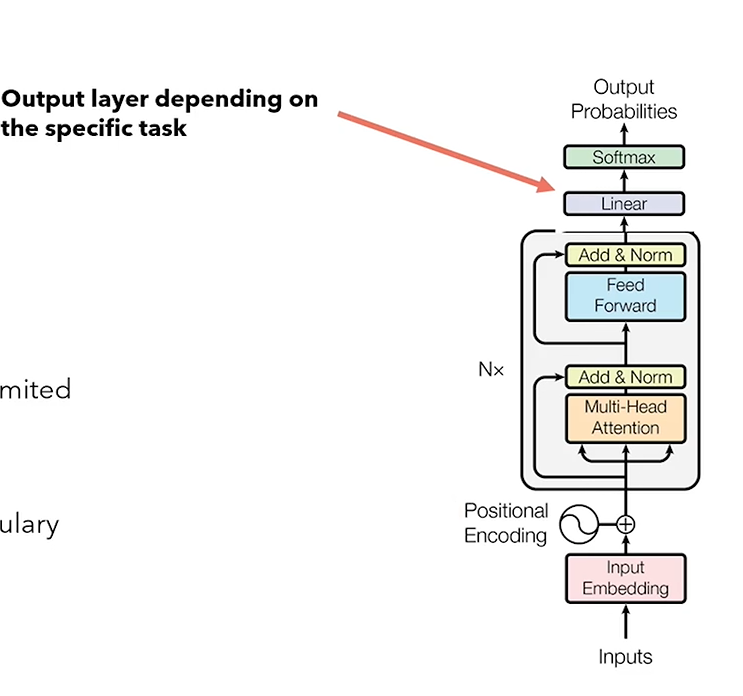 Output layer depending on
the specific task
mited
ulary
Output
Probabilities
Softmax
Linear
Add & Norm
Feed
Forward
Nx
Add & Norm
Multi-Head
Attention
Positional
Encoding
Input
Embedding
Inputs